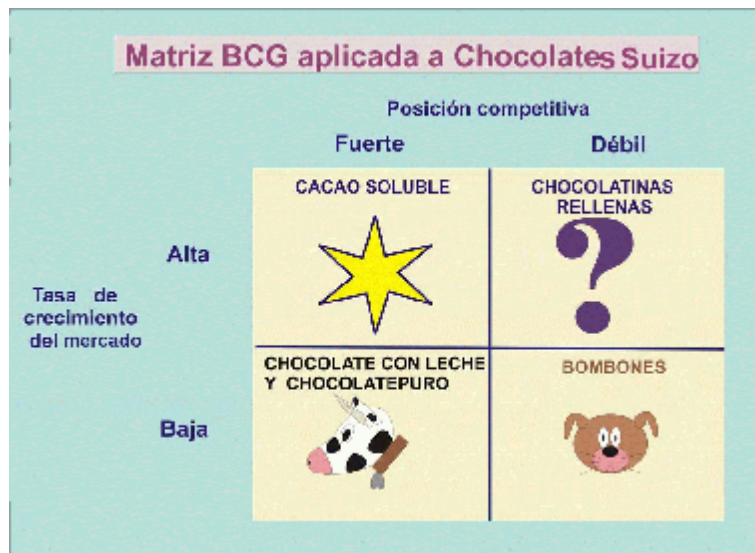 Matriz BCG aplicada a Chocolates Suizo
Posición competitiva
Fuerte
Débil
CACAO SOLUBLE
CHOCOLATINAS
RELLENAS
?
Alta
Tasa de
crecimiento
del mercado
CHOCOLATE CON LECHE
Y CHOCOLATEPURO
BOMBONES
Baja